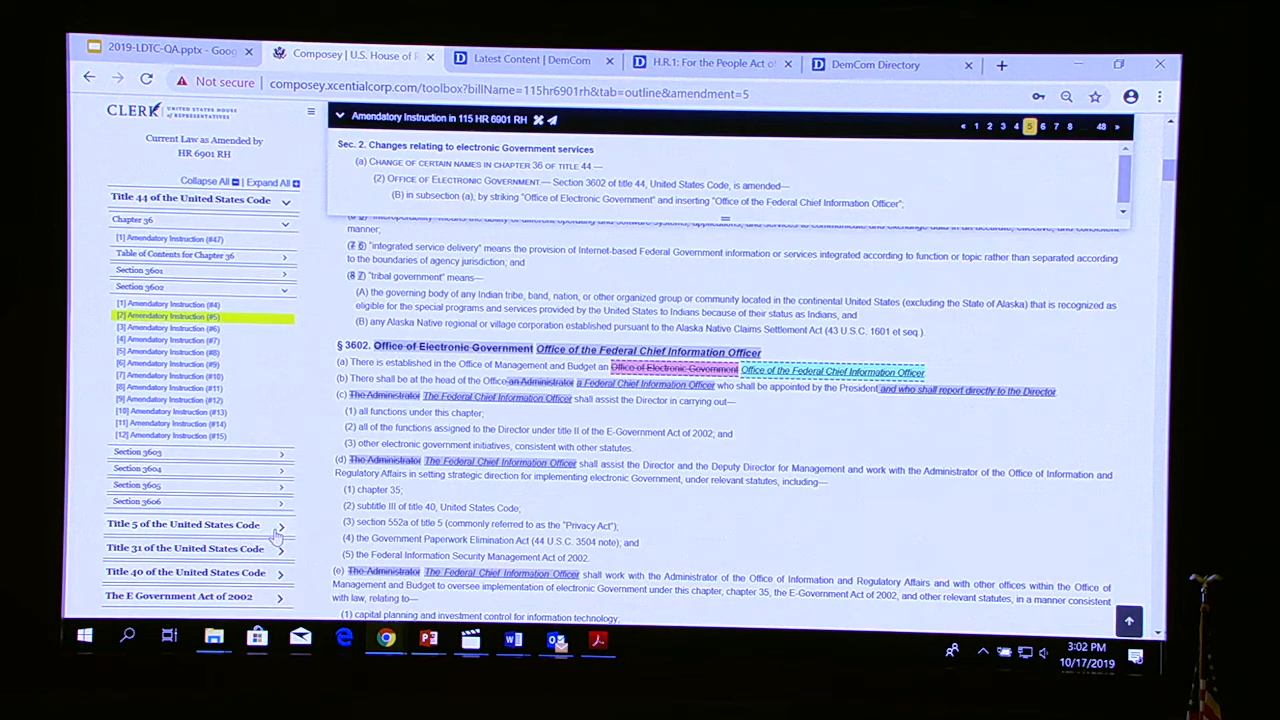 2019-LDTC-QA.pptx - Goog
Composey | U.S. House of R
Latest Content | DemCom
H.R.1: For the People Act of
DemCom Directory
Not secure | composey.xcentialcorp.com/toolbox?billName=115hr6901rh&tab=outline&amendment=5
CLERK UNITED STATES HOUSE
of REPRESENTATIVES
Current Law as Amended by
HR 6901 RH
Collapse All | Expand All
Title 44 of the United States Code
Chapter 36
[1] Amendatory Instruction (#47)
Table of Contents for Chapter 36
Section 3601
Section 3602
[1] Amendatory Instruction (#4)
[2] Amendatory Instruction (#5)
[3] Amendatory Instruction (#6)
[4] Amendatory Instruction (#7)
[5] Amendatory Instruction (#8)
[6] Amendatory Instruction (#9)
[7] Amendatory Instruction (#10)
[8] Amendatory Instruction (#11)
[9] Amendatory Instruction (#12)
[10] Amendatory Instruction (#13)
[11] Amendatory Instruction (#14)
[12] Amendatory Instruction (#15)
Section 3603
Section 3604
Section 3605
Section 3606
Title 5 of the United States Code
Title 31 of the United States Code
Title 40 of the United States Code
The E Government Act of 2002
Amendatory Instruction in 115 HR 6901 RH
« 1 2 3 4 5 6 7 8 ... 48 »
Sec. 2. Changes relating to electronic Government services
(a) CHANGE OF CERTAIN NAMES IN CHAPTER 36 OF TITLE 44.—
(2) OFFICE OF ELECTRONIC GOVERNMENT.— Section 3602 of title 44, United States Code, is amended—
(B) in subsection (a), by striking "Office of Electronic Government" and inserting "Office of the Federal Chief Information Officer";
manner;
(7 6) "integrated service delivery" means the provision of Internet-based Federal Government information or services integrated according to function or topic rather than separated according
to the boundaries of agency jurisdiction; and
(8 7) "tribal government" means—
(A) the governing body of any Indian tribe, band, nation, or other organized group or community located in the continental United States (excluding the State of Alaska) that is recognized as
eligible for the special programs and services provided by the United States to Indians because of their status as Indians, and
(B) any Alaska Native regional or village corporation established pursuant to the Alaska Native Claims Settlement Act (43 U.S.C. 1601 et seq.).
§ 3602. Office of Electronic Government Office of the Federal Chief Information Officer
(a) There is established in the Office of Management and Budget an Office of Electronic Government Office of the Federal Chief Information Officer
(b) There shall be at the head of the Office an Administrator a Federal Chief Information Officer who shall be appointed by the President and who shall report directly to the Director.
(c) The Administrator The Federal Chief Information Officer shall assist the Director in carrying out—
(1) all functions under this chapter;
(2) all of the functions assigned to the Director under title II of the E-Government Act of 2002; and
(3) other electronic government initiatives, consistent with other statutes.
(d) The Administrator The Federal Chief Information Officer shall assist the Director and the Deputy Director for Management and work with the Administrator of the Office of Information and
Regulatory Affairs in setting strategic direction for implementing electronic Government, under relevant statutes, including—
(1) chapter 35;
(2) subtitle III of title 40, United States Code;
(3) section 552a of title 5 (commonly referred to as the "Privacy Act");
(4) the Government Paperwork Elimination Act (44 U.S.C. 3504 note); and
(5) the Federal Information Security Management Act of 2002.
(e) The Administrator The Federal Chief Information Officer shall work with the Administrator of the Office of Information and Regulatory Affairs and with other offices within the Office of
Management and Budget to oversee implementation of electronic Government under this chapter, chapter 35, the E-Government Act of 2002, and other relevant statutes, in a manner consistent
with law, relating to—
(1) capital planning and investment control for information technology;
3:02 PM
10/17/2019